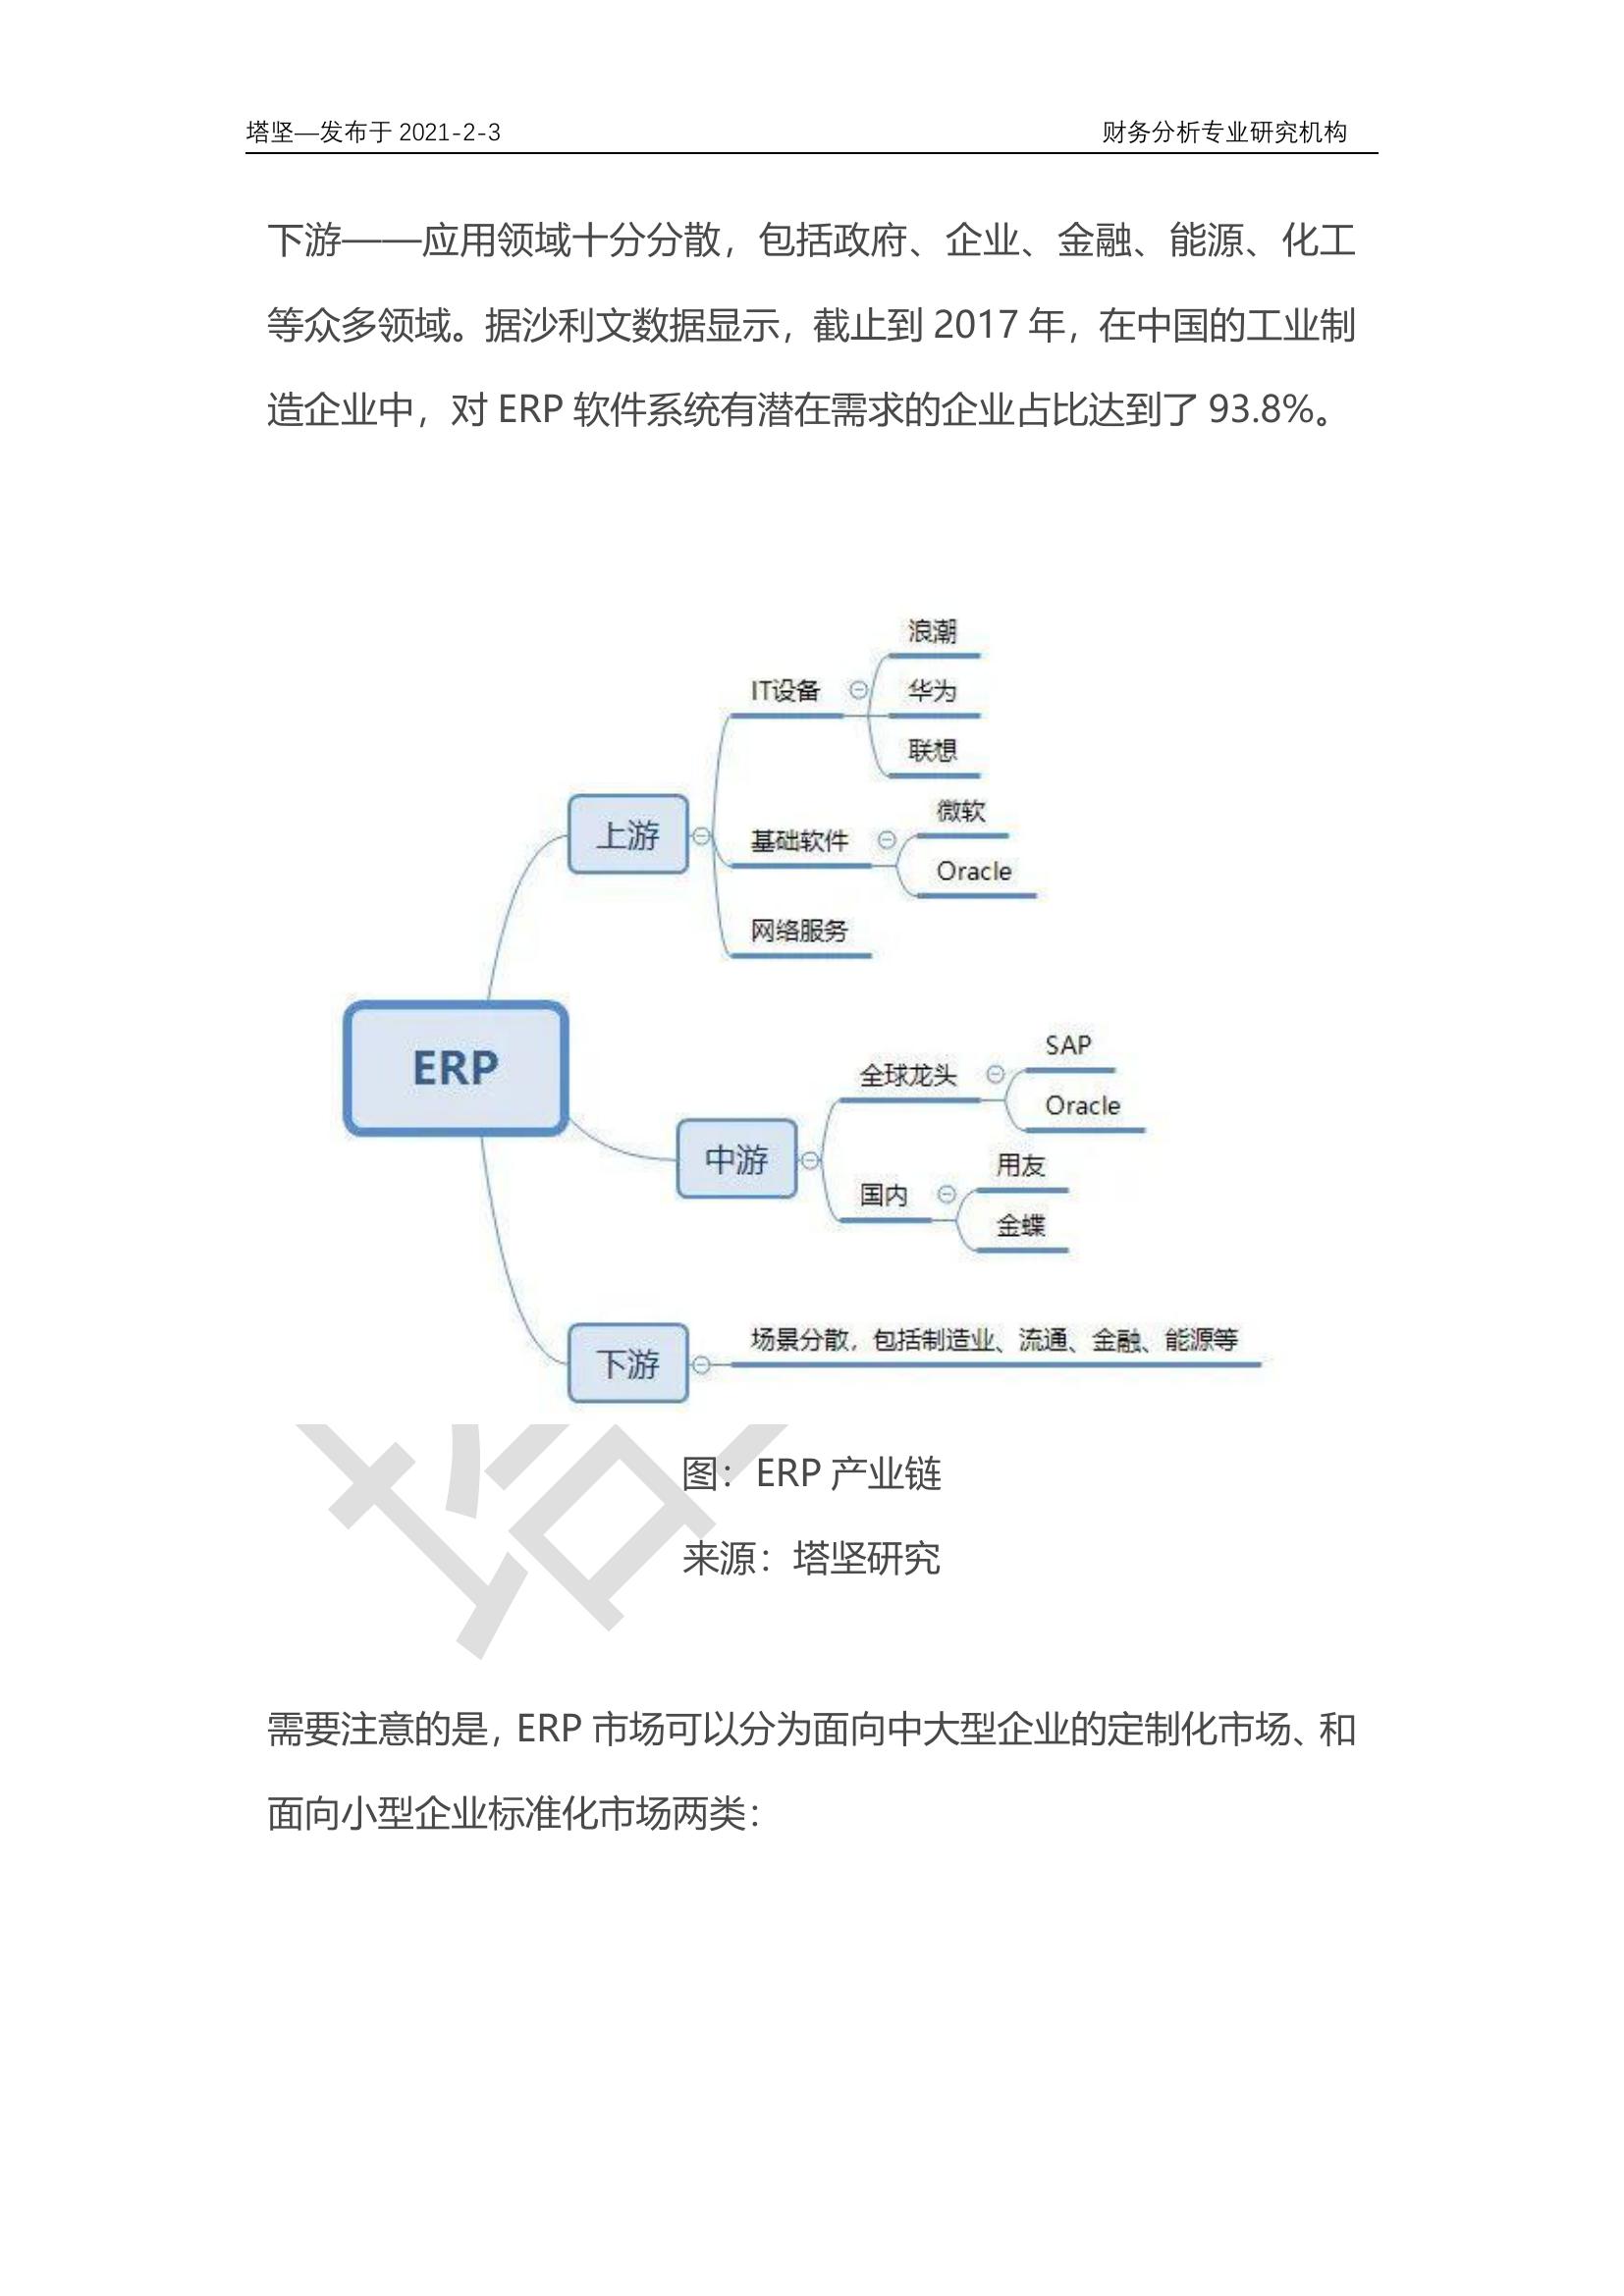 塔坚—发布于 2021-2-3 财务分析专业研究机构
下游——应用领域十分分散，包括政府、企业、金融、能源、化工
等众多领域。据沙利文数据显示，截止到 2017 年，在中国的工业制
造企业中，对 ERP 软件系统有潜在需求的企业占比达到了 93.8%。
浪潮
IT设备
华为
联想
上游
微软
基础软件
Oracle
网络服务
ERP
SAP
全球龙头
Oracle
中游
用友
国内
金蝶
下游
场景分散，包括制造业、流通、金融、能源等
图：ERP 产业链
来源：塔坚研究
需要注意的是，ERP 市场可以分为面向中大型企业的定制化市场、和
面向小型企业标准化市场两类：